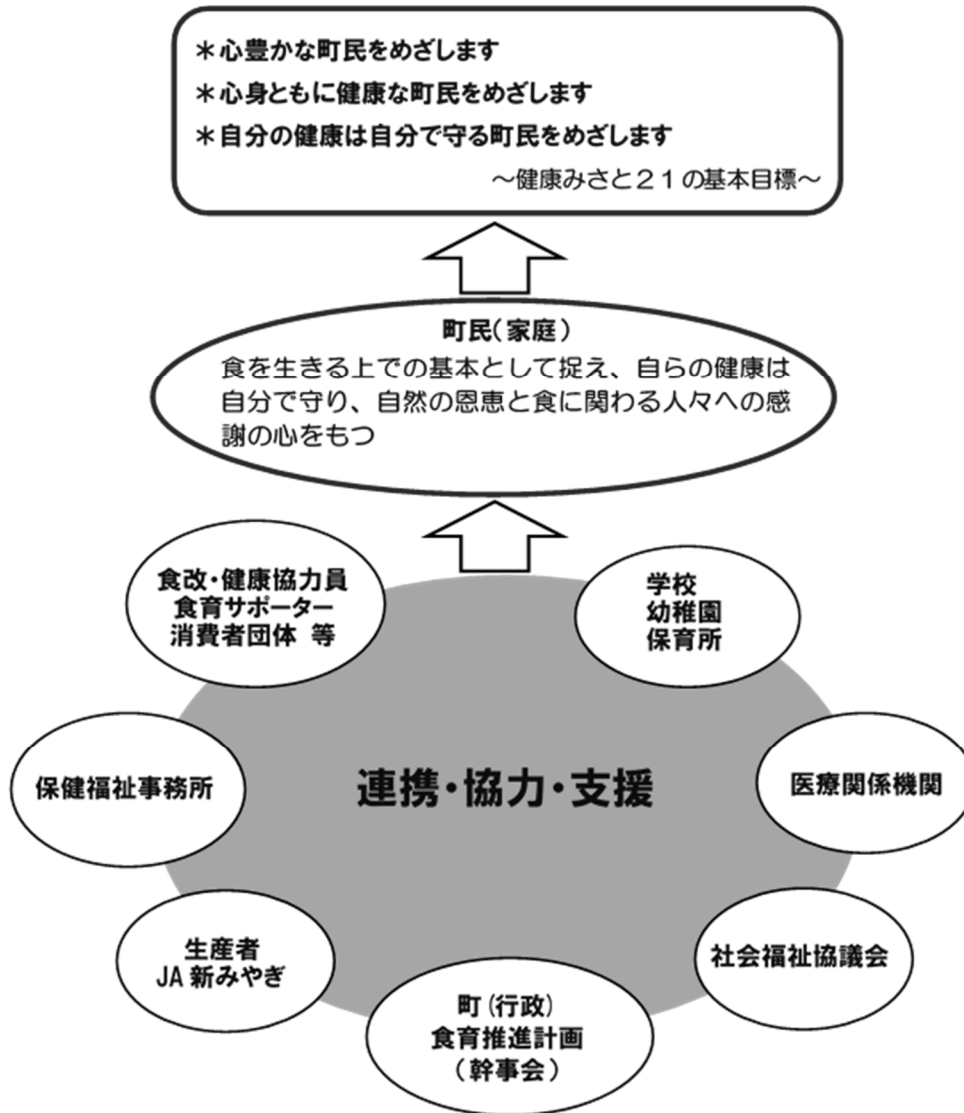 ＊心豊かな町民をめざします
＊心身ともに健康な町民をめざします
＊自分の健康は自分で守る町民をめざします
～健康みさと２１の基本目標～
町民（家庭）
食を生きる上での基本として捉え、自らの健康は
自分で守り、自然の恩恵と食に関わる人々への感
謝の心をもつ
食改・健康協力員
食育サポーター
消費者団体 等
学校
幼稚園
保育所
保健福祉事務所
連携・協力・支援
医療関係機関
生産者
JA 新みやぎ
社会福祉協議会
町（行政）
食育推進計画
（幹事会）